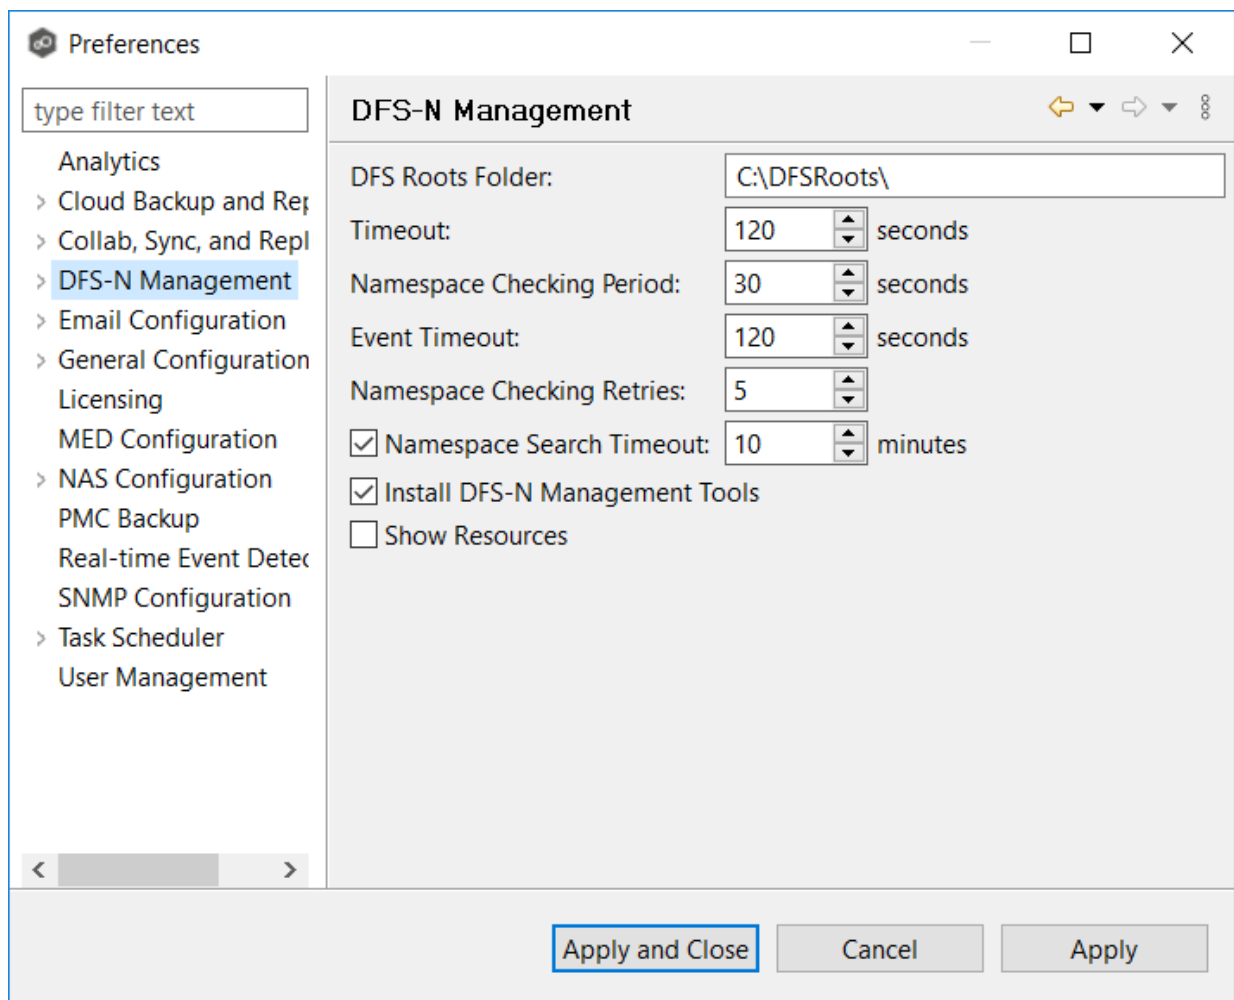 Preferences
type filter text
Analytics
Cloud Backup and Rep
Collab, Sync, and Repl
DFS-N Management
Email Configuration
General Configuration
Licensing
MED Configuration
NAS Configuration
PMC Backup
Real-time Event Detec
SNMP Configuration
Task Scheduler
User Management
DFS-N Management
DFS Roots Folder: C:\DFSRoots\
Timeout: 120 seconds
Namespace Checking Period: 30 seconds
Event Timeout: 120 seconds
Namespace Checking Retries: 5
Namespace Search Timeout: 10 minutes
Install DFS-N Management Tools
Show Resources
Apply and Close Cancel Apply